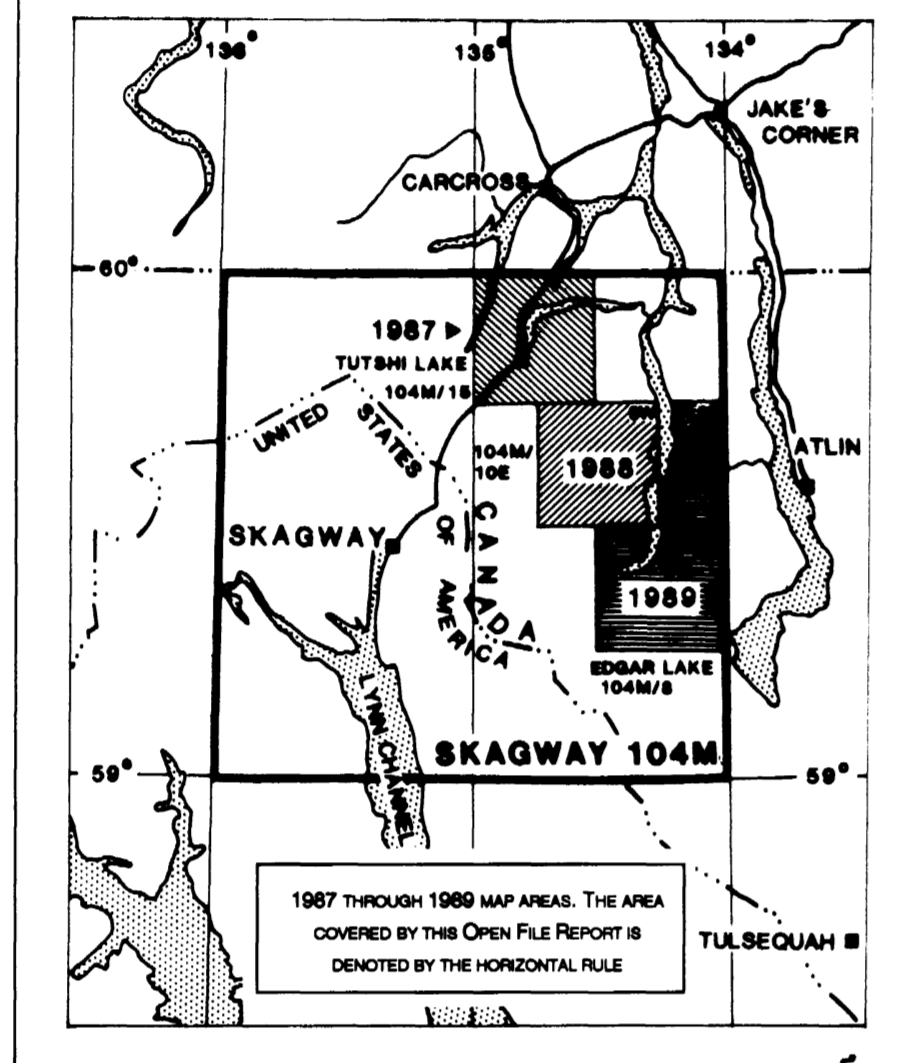 136° 135° 134°
JAKE'S
CORNER
CARCROSS
60°
1987
TUTSHI LAKE
104M/15
UNITED
STATES
104M/
10E
1988
ATLIN
CANADA
SKAGWAY
OF
AMERICA
1989
EDGAR LAKE
104M/8
LYNN CHANNEL
SKAGWAY 104M
59° 59°
1987 THROUGH 1989 MAP AREAS. THE AREA
COVERED BY THIS OPEN FILE REPORT IS
DENOTED BY THE HORIZONTAL RULE
TULSEQUAH